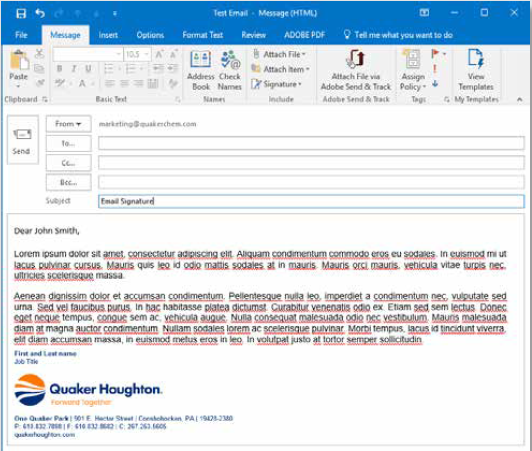 Test Email - Message (HTML)
File Message Insert Options Format Text Review ADOBE PDF Tell me what you want to do
Paste
Clipboard
10.5
B I U
Basic Text
Address Book
Check Names
Names
Attach File
Attach Item
Signature
Include
Attach File via Adobe Send & Track
Adobe Send & Track
Assign Policy
Tags
View Templates
My Templates
Send
From
marketing@quakerchem.com
To...
Cc...
Bcc...
Subject
Email Signature
Dear John Smith,
Lorem ipsum dolor sit amet, consectetur adipiscing elit. Aliquam condimentum commodo eros eu sodales. In euismod mi ut
lacus pulvinar cursus. Mauris quis leo id odio mattis sodales at in mauris. Mauris orci mauris, vehicula vitae turpis nec,
ultricies scelerisque massa.
Aenean dignissim dolor et accumsan condimentum. Pellentesque nulla leo, imperdiet a condimentum nec, vulputate sed
urna. Sed vel faucibus purus. In hac habitasse platea dictumst. Curabitur venenatis odio ex. Etiam sed sem lectus. Donec
eget neque tempus, congue sem ac, vehicula augue. Nulla consequat malesuada odio nec vestibulum. Mauris malesuada
diam at magna auctor condimentum. Nullam sodales lorem ac scelerisque pulvinar. Morbi tempus, lacus id tincidunt viverra,
elit diam accumsan massa, in euismod metus eros in leo. In volutpat justo at tortor semper sollicitudin.
First and Last name
Job Title
Quaker Houghton.
Forward Together
One Quaker Park | 901 E. Hector Street | Conshohocken, PA | 19428-2380
P: 610.832.7898 | F: 610.832.8682 | C: 267.263.5605
quakerhoughton.com